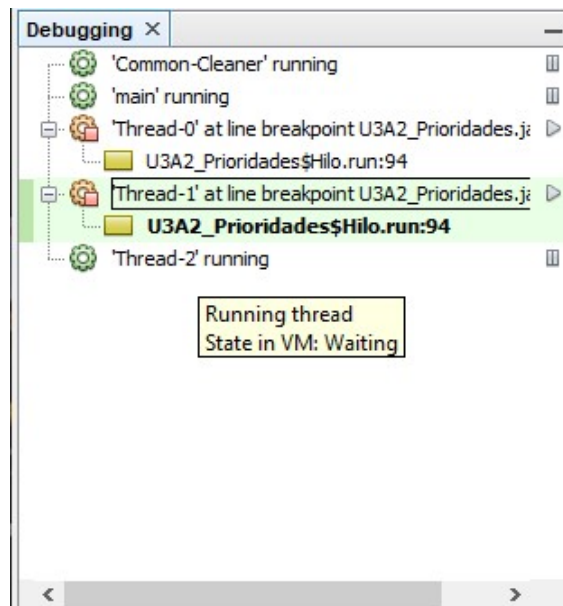 Debugging
'Common-Cleaner' running
'main' running
'Thread-0' at line breakpoint U3A2_Prioridades.ja
U3A2_Prioridades$Hilo.run:94
'Thread-1' at line breakpoint U3A2_Prioridades.ja
U3A2_Prioridades$Hilo.run:94
'Thread-2' running
Running thread
State in VM: Waiting